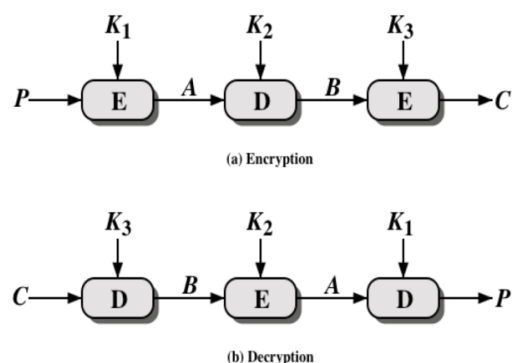 K1 K2 K3
P E A D B E C
(a) Encryption
K3 K2 K1
C D B E A D P
(b) Decryption